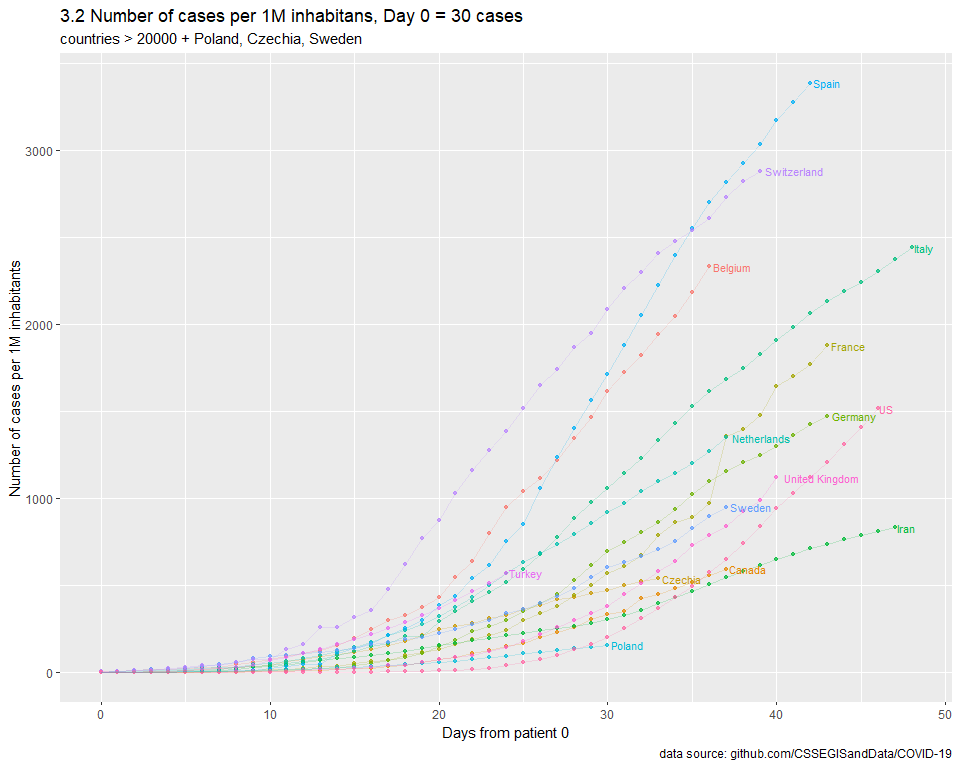 3.2 Number of cases per 1M inhabitans, Day 0 = 30 cases
countries > 20000 + Poland, Czechia, Sweden
Number of cases per 1M inhabitants
3000
2000
1000
0
Spain
Switzerland
Italy
Belgium
France
US
Germany
Netherlands
United Kingdom
Sweden
Iran
Turkey
Canada
Czechia
Poland
0 10 20 30 40 50
Days from patient 0
data source: github.com/CSSEGISandData/COVID-19